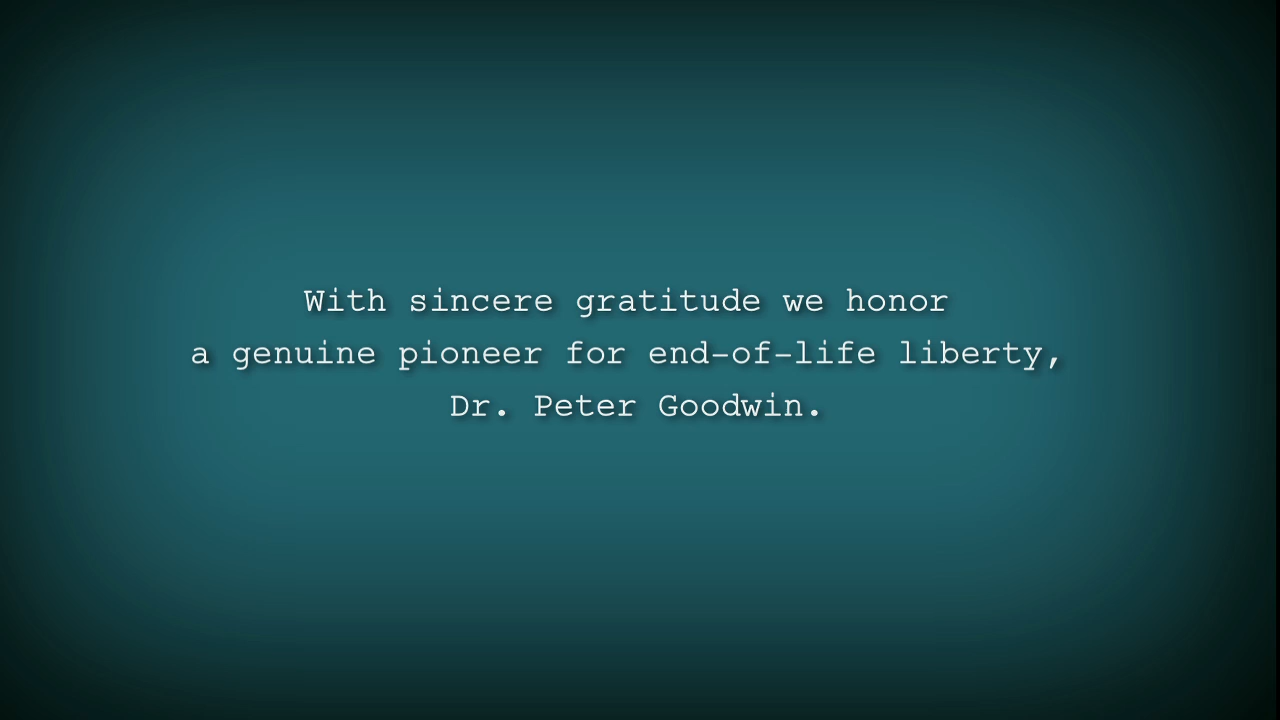 With sincere gratitude we honor
a genuine pioneer for end-of-life liberty,
Dr. Peter Goodwin.